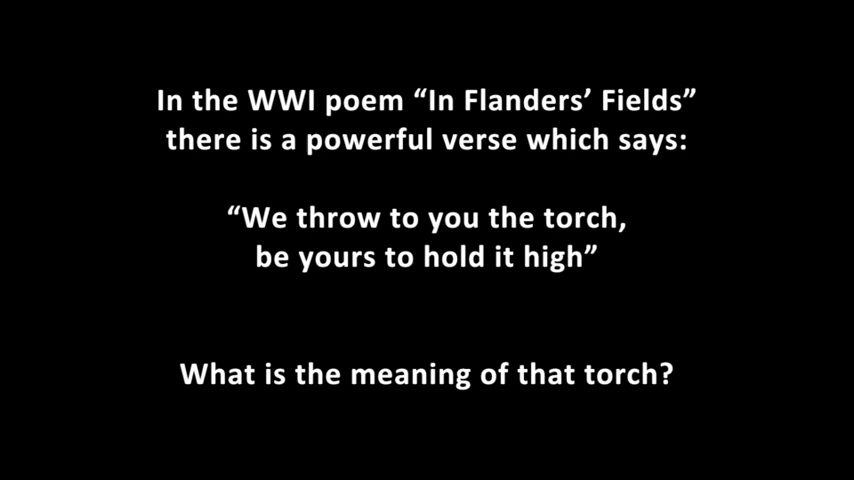 In the WWI poem “In Flanders’ Fields”
there is a powerful verse which says:
“We throw to you the torch,
be yours to hold it high”
What is the meaning of that torch?